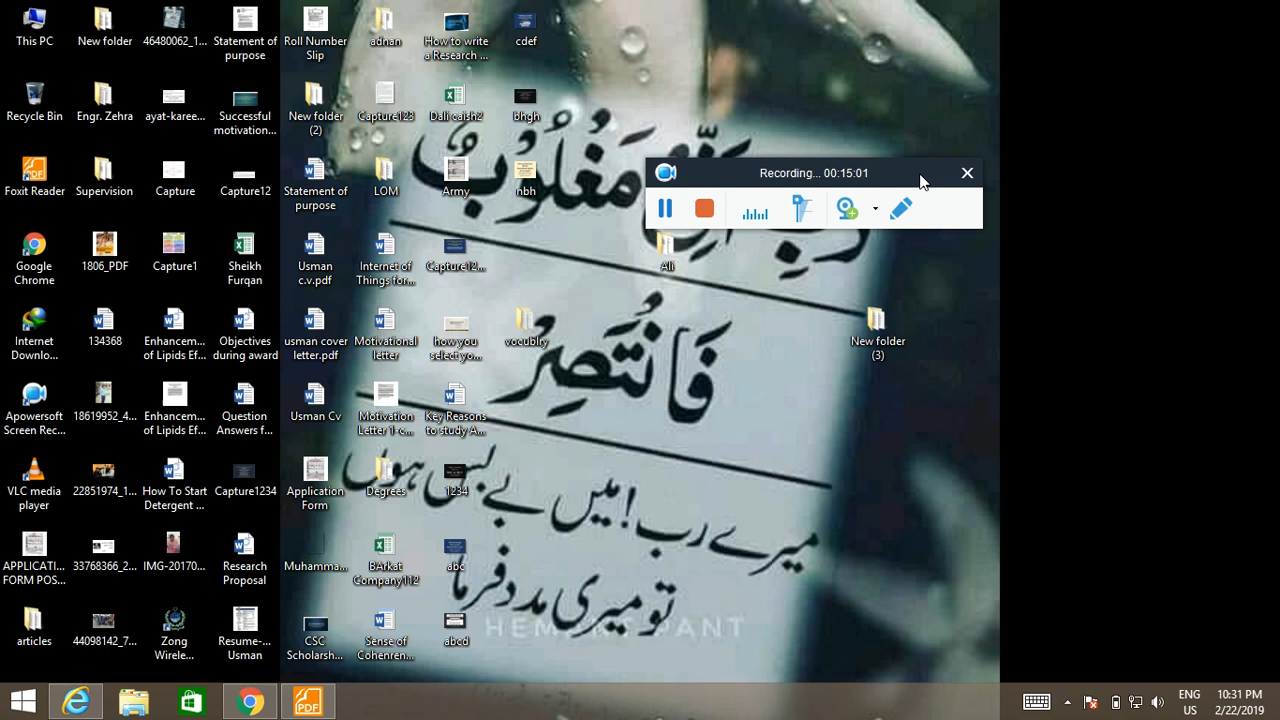 This PC
New folder
46480062_1...
Statement of purpose
Roll Number Slip
adnan
How to write a Research ...
cdef
Recycle Bin
Engr. Zehra
ayat-karee...
Successful motivation...
New folder (2)
Capture123
Dali caish2
bhgh
Foxit Reader
Supervision
Capture
Capture12
Statement of purpose
LOM
Army
nbh
Google Chrome
1806_PDF
Capture1
Sheikh Furqan
Usman c.v.pdf
Internet of Things for...
Capture12...
Ali
Internet Downlo...
134368
Enhancem... of Lipids Ef...
Objectives during award
usman cover letter.pdf
Motivational letter
how you select yo...
vocublry
New folder (3)
Apowersoft Screen Rec...
18619952_4...
Enhancem... of Lipids Ef...
Question Answers f...
Usman Cv
Motivation Letter 1-c...
Key Reasons to study A...
VLC media player
22851974_1...
How To Start Detergent ...
Capture1234
Application Form
Degrees
1234
APPLICATI... FORM POS...
33768366_2...
IMG-20170...
Research Proposal
Muhamma...
BArkat Company112
abc
articles
44098142_7...
Zong Wirele...
Resume-... Usman
CSC Scholarsh...
Sense of Cohenren...
abcd
Recording... 00:15:01
مَغْلُوْبٌ
فَانْتَصِرْ
میرے رب! میں بے بس ہوں
تو میری مدد فرما
PDF
ENG
US
10:31 PM
2/22/2019